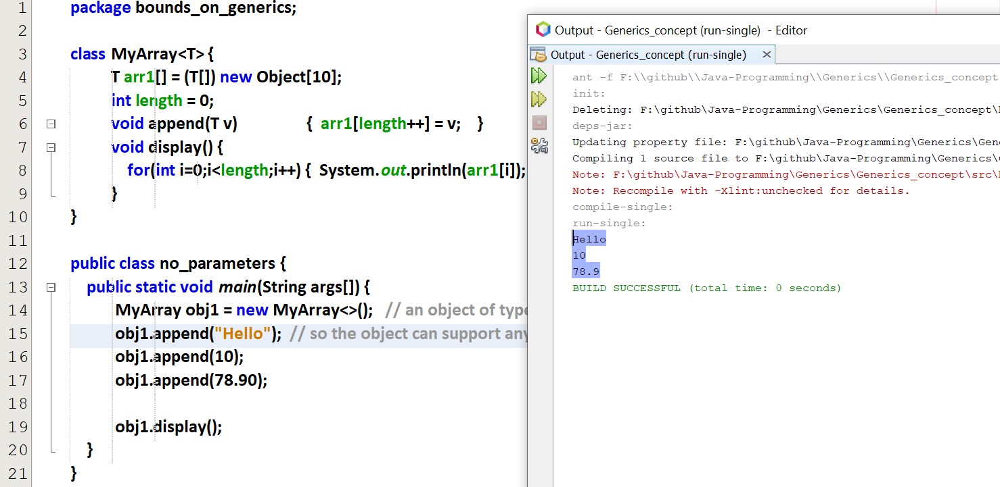 1 package bounds_on_generics;
2
3 class MyArray<T> {
4 T arr1[] = (T[]) new Object[10];
5 int length = 0;
6 void append(T v) { arr1[length++] = v; }
7 void display() {
8 for(int i=0;i<length;i++) { System.out.println(arr1[i]);
9 }
10 }
11
12 public class no_parameters {
13 public static void main(String args[]) {
14 MyArray obj1 = new MyArray<>(); // an object of type
15 obj1.append("Hello"); // so the object can support any
16 obj1.append(10);
17 obj1.append(78.90);
18
19 obj1.display();
20 }
21 }
Output - Generics_concept (run-single) - Editor
Output - Generics_concept (run-single)
ant -f F:\\github\\Java-Programming\\Generics\\Generics_concept
init:
Deleting: F:\github\Java-Programming\Generics\Generics_concept\
deps-jar:
Updating property file: F:\github\Java-Programming\Generics\Gen
Compiling 1 source file to F:\github\Java-Programming\Generics\
Note: F:\github\Java-Programming\Generics\Generics_concept\src\
Note: Recompile with -Xlint:unchecked for details.
compile-single:
run-single:
Hello
10
78.9
BUILD SUCCESSFUL (total time: 0 seconds)